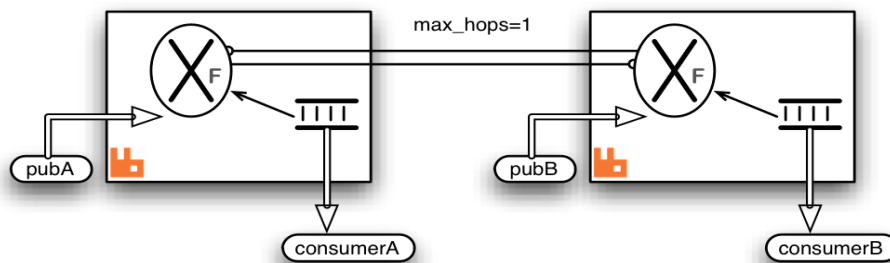 max_hops=1
F
F
pubA
pubB
consumerA
consumerB